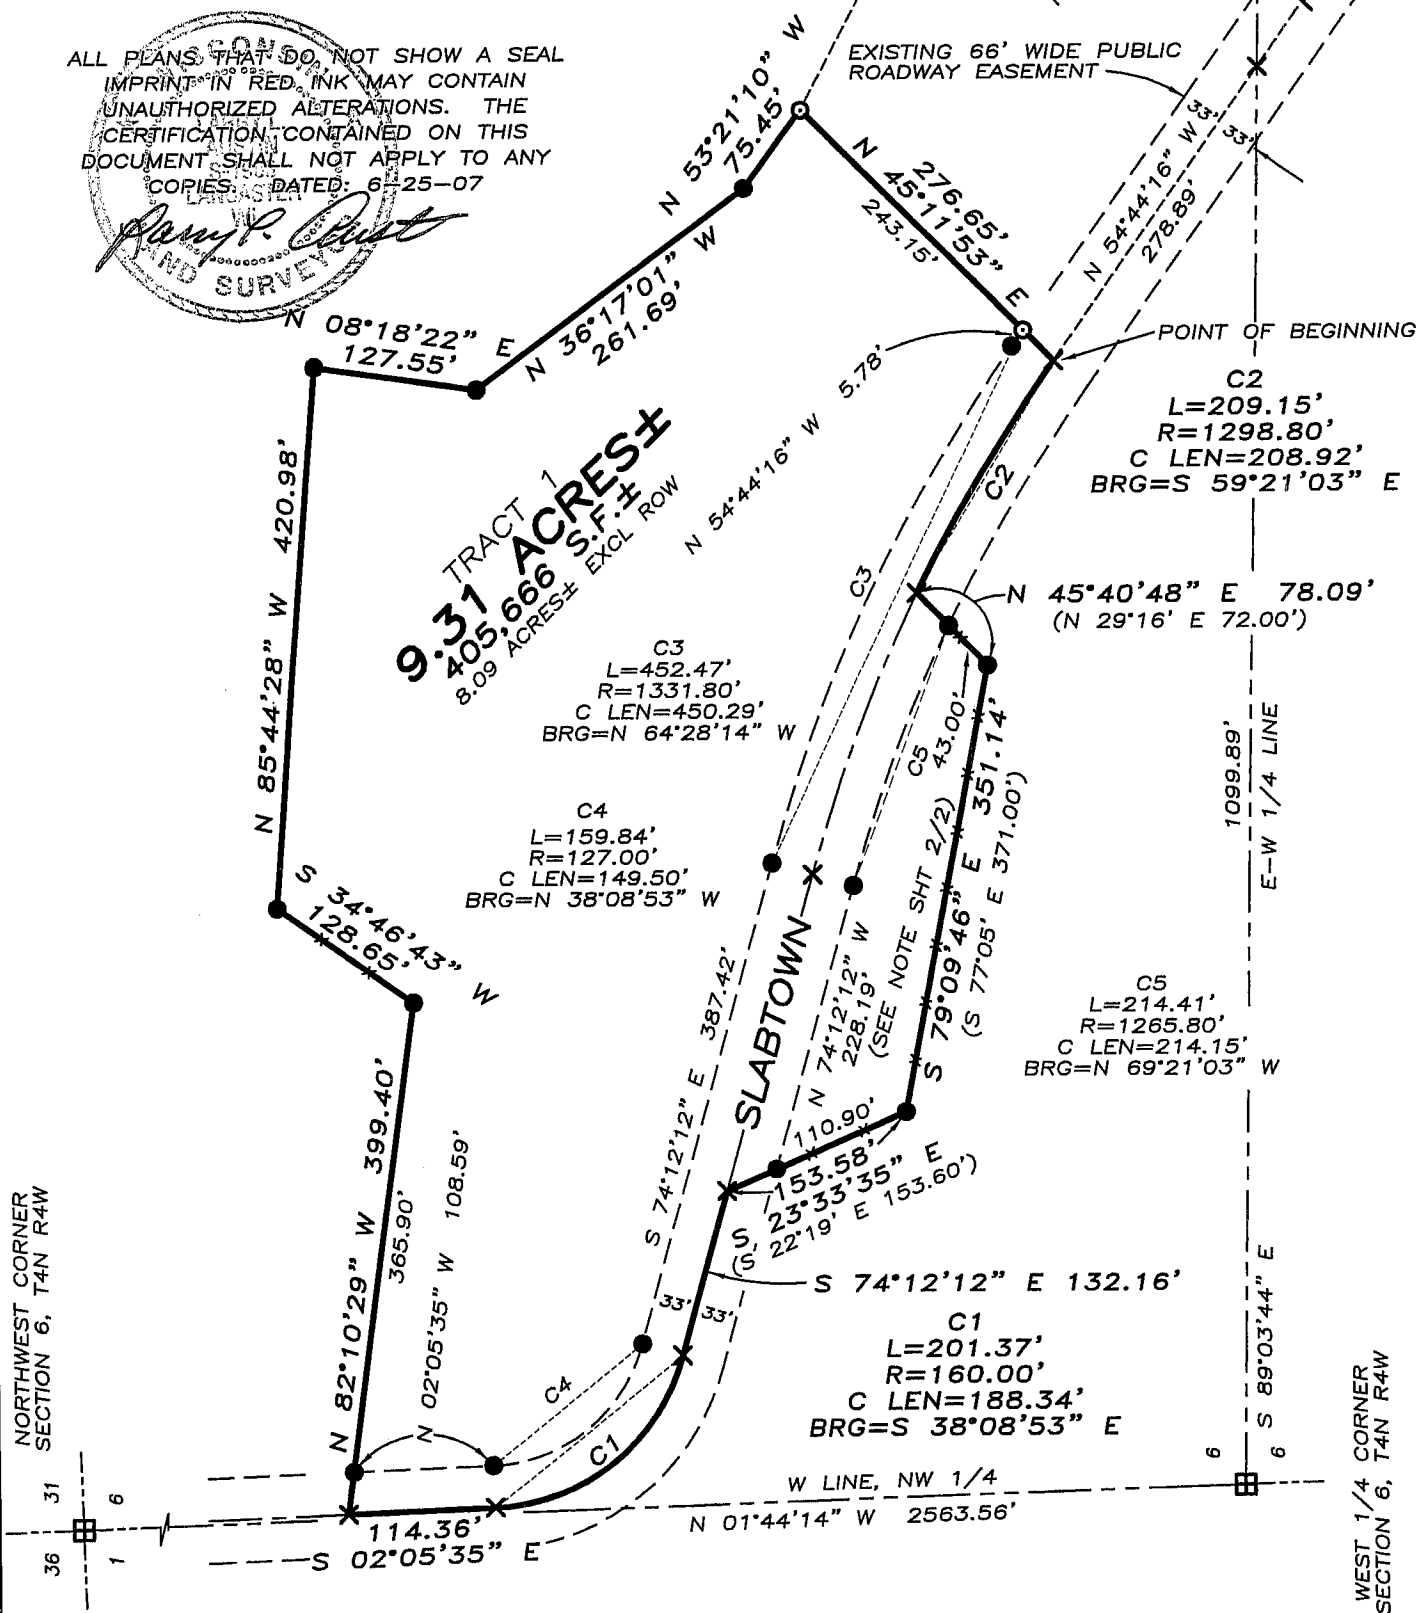 ALL PLANS THAT DO NOT SHOW A SEAL
IMPRINT IN RED INK MAY CONTAIN
UNAUTHORIZED ALTERATIONS. THE
CERTIFICATION CONTAINED ON THIS
DOCUMENT SHALL NOT APPLY TO ANY
COPIES. DATED: 6-25-07
LANCASTER
WI
LAND SURVEYOR
EXISTING 66' WIDE PUBLIC
ROADWAY EASEMENT
33' 33'
N 54°44'16" W
278.89'
N 53°21'10" W
75.45'
276.65'
N 45°11'53" E
243.15'
N 36°17'01" W
261.69'
N 08°18'22" E
127.55'
POINT OF BEGINNING
C2
L=209.15'
R=1298.80'
C LEN=208.92'
BRG=S 59°21'03" E
N 54°44'16" W 5.78'
TRACT 1
9.31 ACRES±
405,666 S.F.±
8.09 ACRES± EXCL ROW
C2
C3
N 45°40'48" E 78.09'
(N 29°16' E 72.00')
N 85°44'28" W 420.98'
C3
L=452.47'
R=1331.80'
C LEN=450.29'
BRG=N 64°28'14" W
C5
43.00'
(SEE NOTE SHT 2/2)
S 79°09'46" E 351.14'
(S 77°05' E 371.00')
1099.89'
E-W 1/4 LINE
C4
L=159.84'
R=127.00'
C LEN=149.50'
BRG=N 38°08'53" W
S 34°46'43" W
128.65'
SLABTOWN
N 74°12'12" W
228.19'
C5
L=214.41'
R=1265.80'
C LEN=214.15'
BRG=N 69°21'03" W
S 74°12'12" E 387.42'
N 82°10'29" W 399.40'
365.90'
N 02°05'35" W 108.59'
110.90'
153.58'
S 23°33'35" E
(S 22°19' E 153.60')
S 74°12'12" E 132.16'
33' 33'
C1
L=201.37'
R=160.00'
C LEN=188.34'
BRG=S 38°08'53" E
C4
C1
S 89°03'44" E
NORTHWEST CORNER
SECTION 6, T4N R4W
31 6
36 1
6 6
W LINE, NW 1/4
N 01°44'14" W 2563.56'
114.36'
S 02°05'35" E
WEST 1/4 CORNER
SECTION 6, T4N R4W